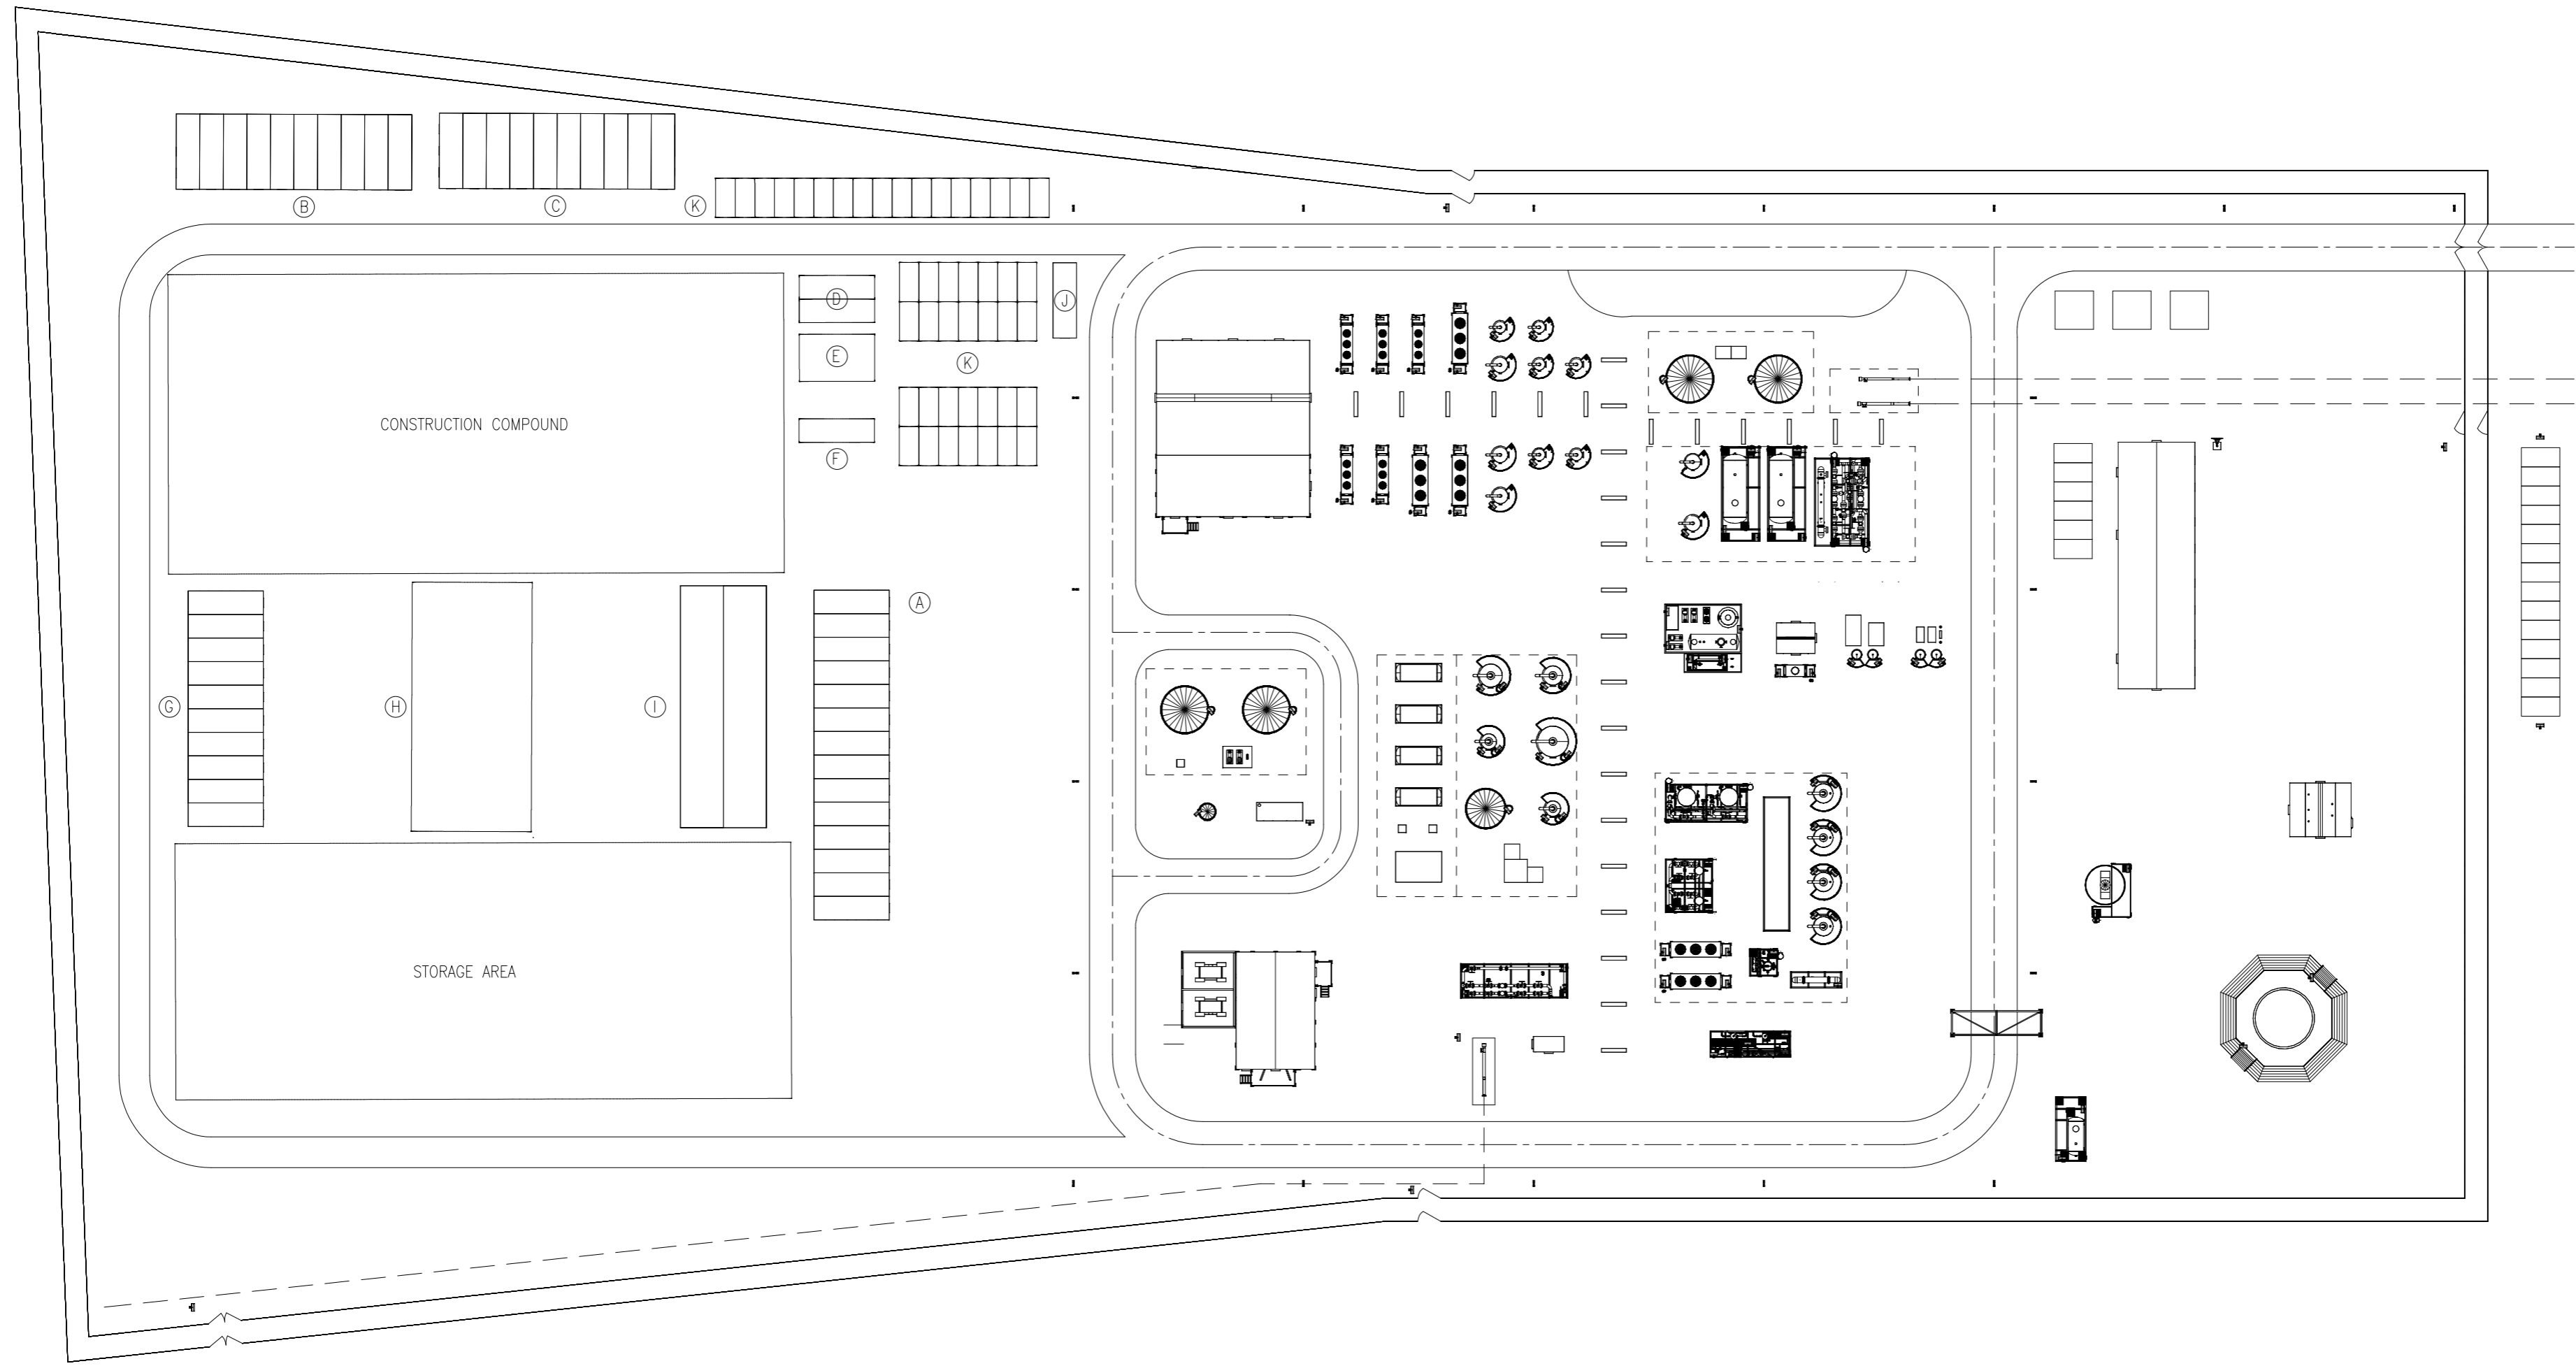 B
C
K
D
J
E
K
CONSTRUCTION COMPOUND
F
A
G
H
I
STORAGE AREA